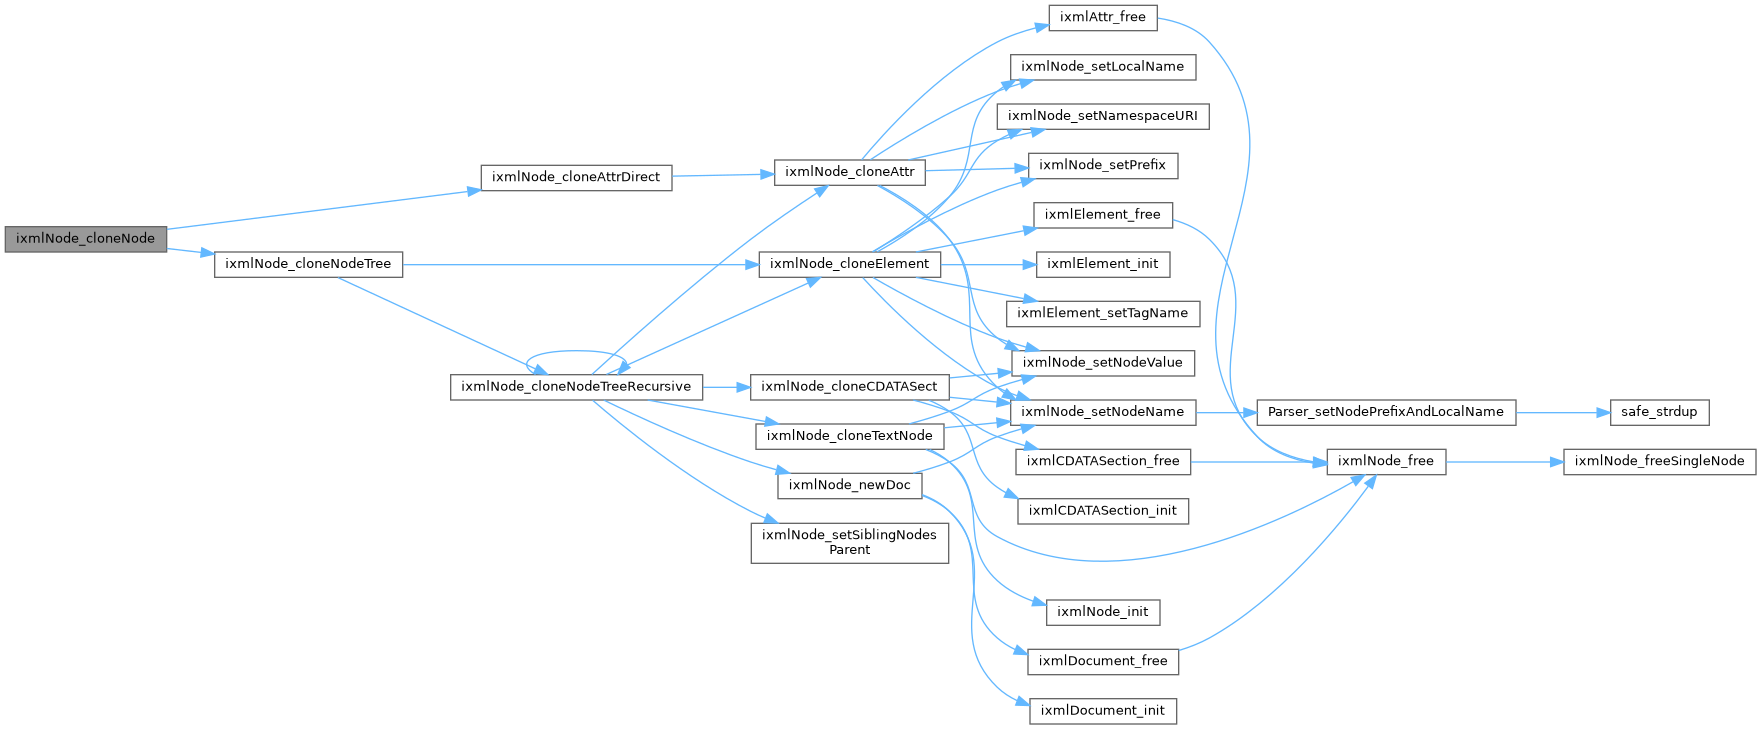 ixmlNode_cloneNode
ixmlNode_cloneAttrDirect
ixmlNode_cloneNodeTree
ixmlNode_cloneNodeTreeRecursive
ixmlNode_cloneAttr
ixmlNode_cloneElement
ixmlNode_cloneCDATASect
ixmlNode_cloneTextNode
ixmlNode_newDoc
ixmlNode_setSiblingNodes
Parent
ixmlAttr_free
ixmlNode_setLocalName
ixmlNode_setNamespaceURI
ixmlNode_setPrefix
ixmlElement_free
ixmlElement_init
ixmlElement_setTagName
ixmlNode_setNodeValue
ixmlNode_setNodeName
ixmlCDATASection_free
ixmlCDATASection_init
ixmlNode_init
ixmlDocument_free
ixmlDocument_init
Parser_setNodePrefixAndLocalName
ixmlNode_free
safe_strdup
ixmlNode_freeSingleNode